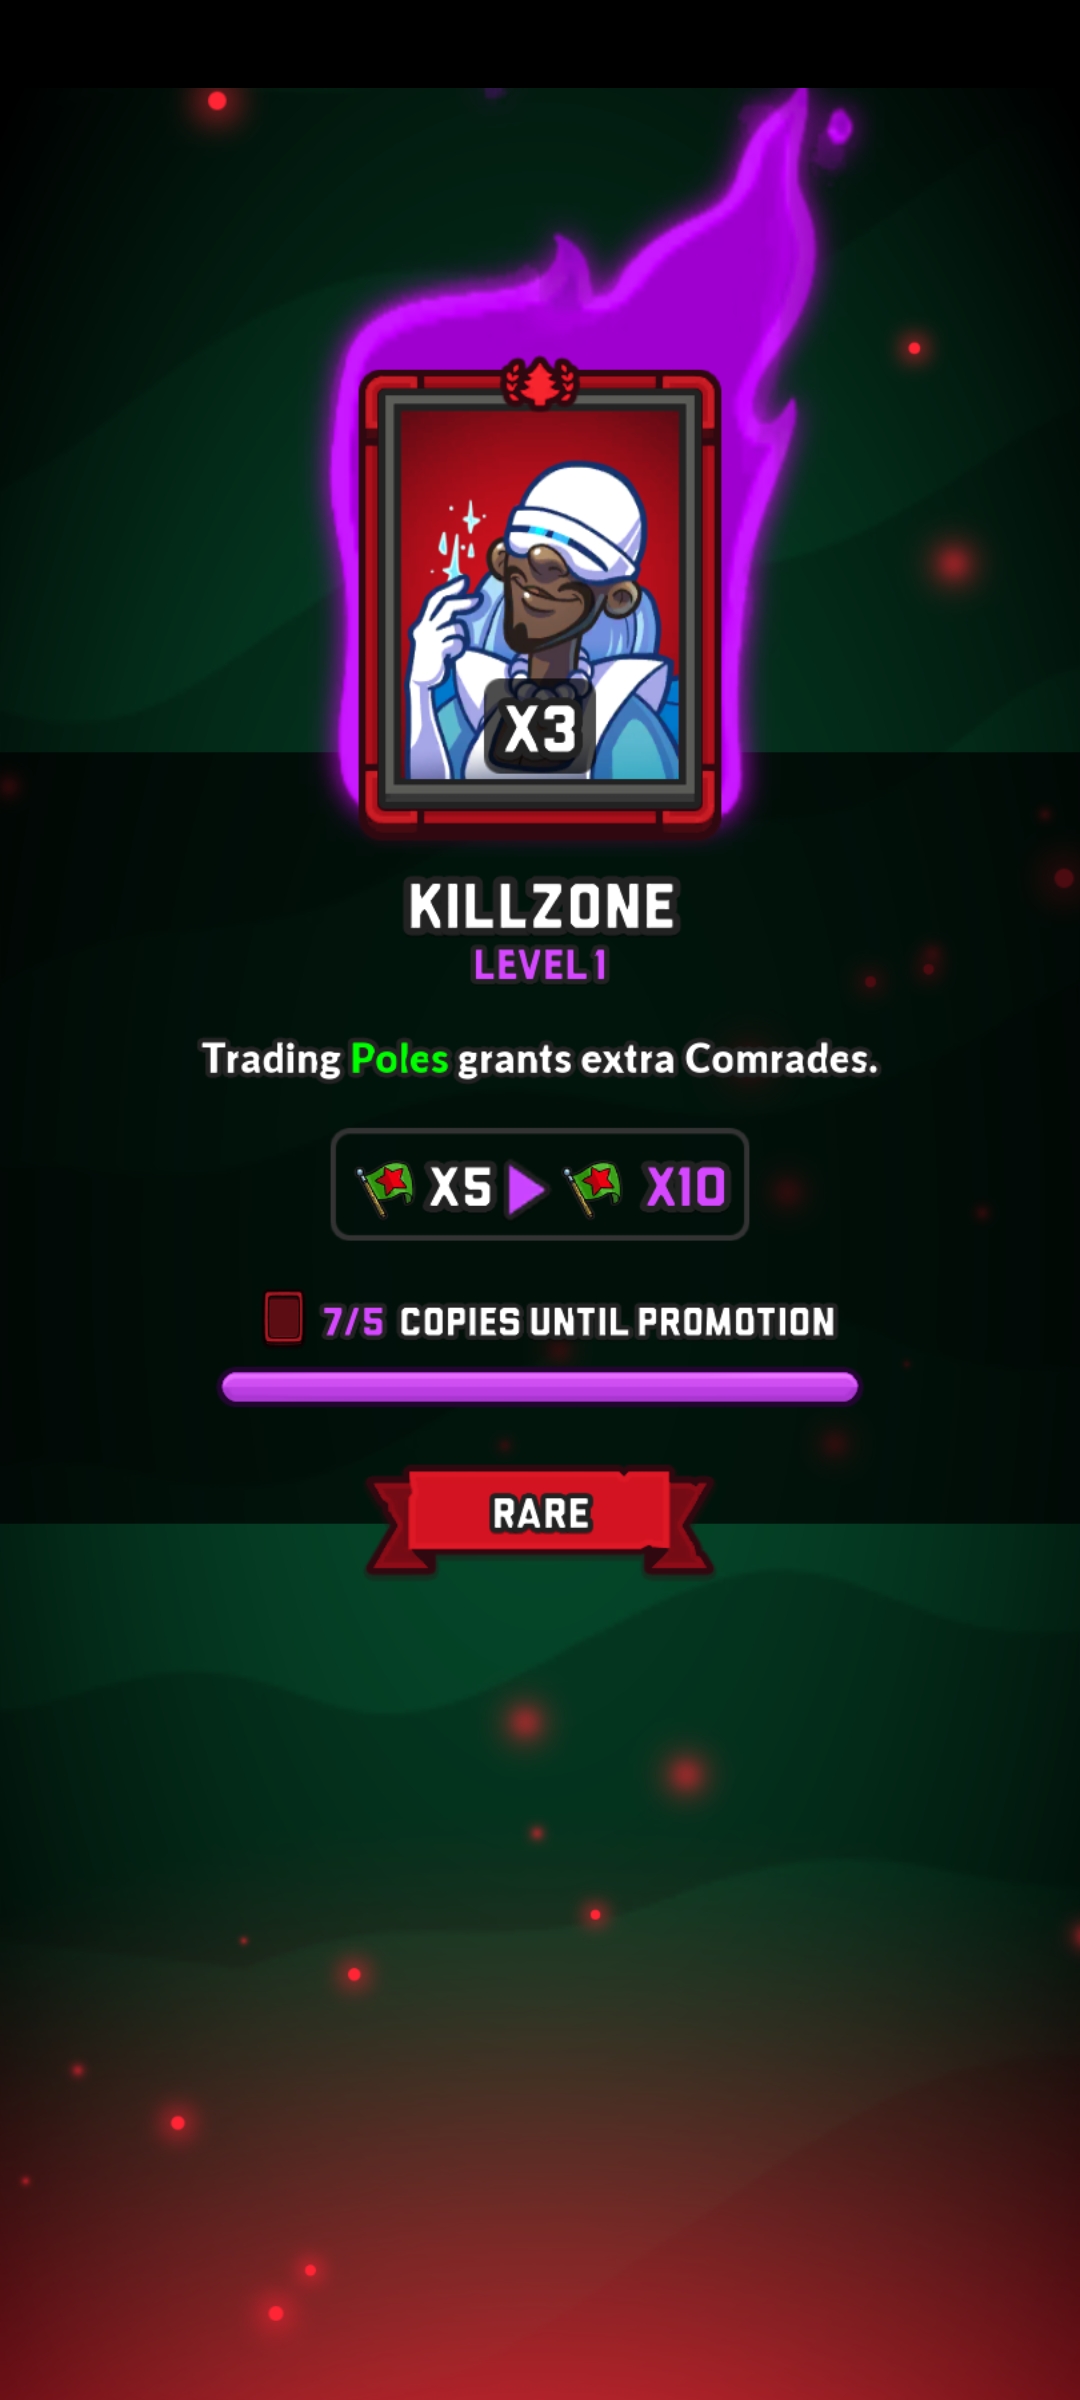 X3
KILLZONE
LEVEL 1
Trading Poles grants extra Comrades.
X5 X10
7/5 COPIES UNTIL PROMOTION
RARE